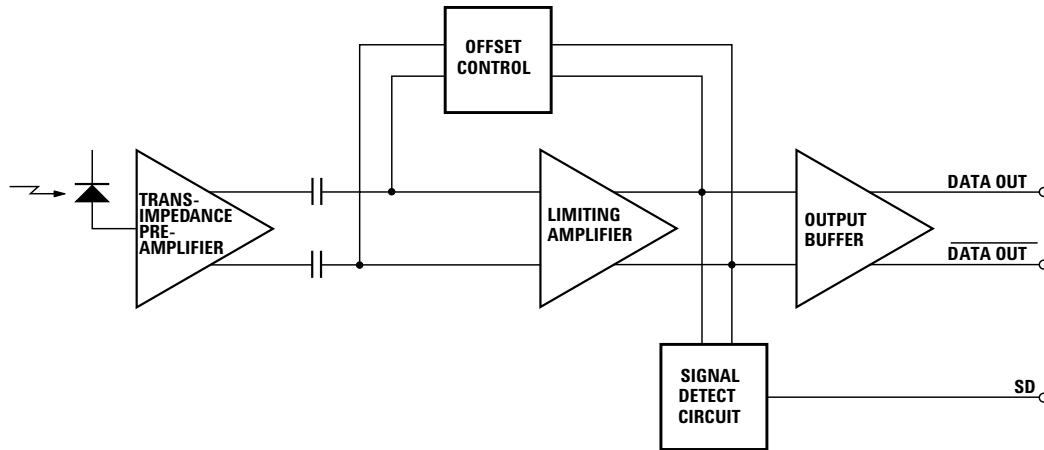 OFFSET
CONTROL
TRANS-
IMPEDANCE
PRE-
AMPLIFIER
LIMITING
AMPLIFIER
OUTPUT
BUFFER
DATA OUT
DATA OUT
SIGNAL
DETECT
CIRCUIT
SD